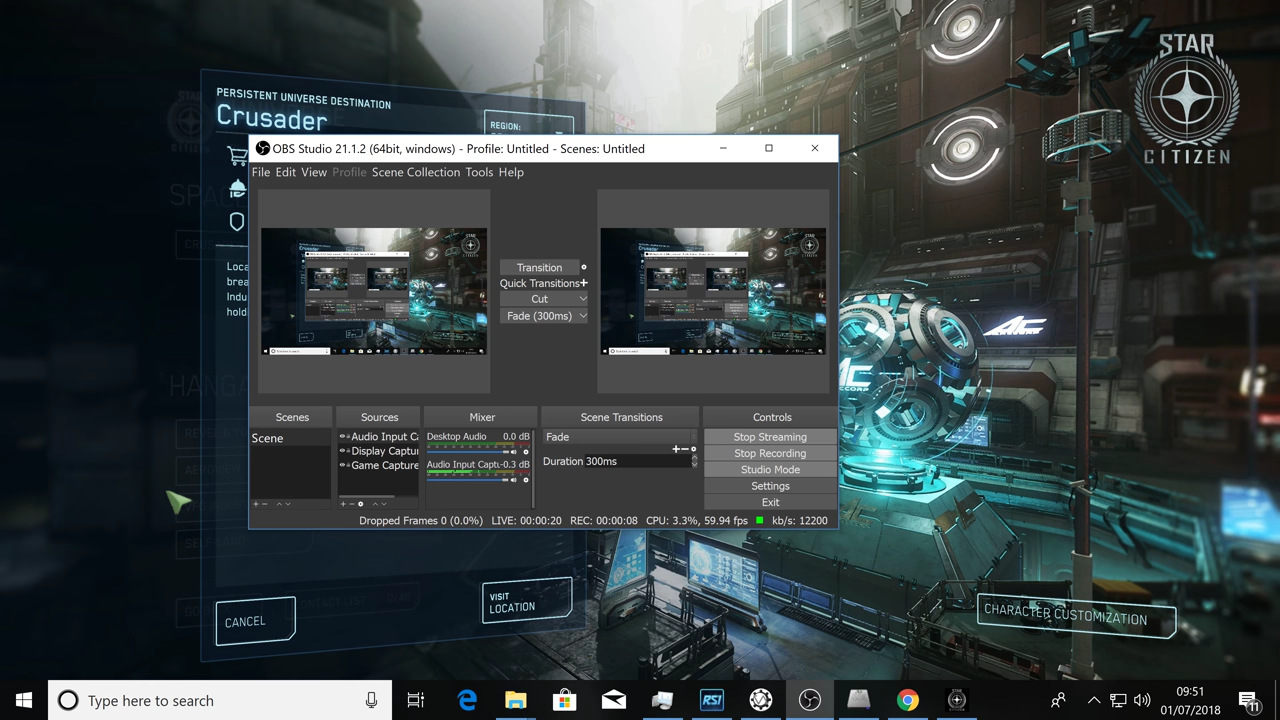 STAR
CITIZEN
PERSISTENT UNIVERSE DESTINATION
Crusader
REGION:
OBS Studio 21.1.2 (64bit, windows) - Profile: Untitled - Scenes: Untitled
File Edit View Profile Scene Collection Tools Help
Transition
Quick Transitions
Cut
Fade (300ms)
Loca
brea
Indu
hold
Scenes
Sources
Mixer
Scene Transitions
Controls
Scene
Audio Input Ca
Display Captur
Game Capture
Desktop Audio 0.0 dB
Audio Input Captu -0.3 dB
Fade
Duration 300ms
Stop Streaming
Stop Recording
Studio Mode
Settings
Exit
Dropped Frames 0 (0.0%) LIVE: 00:00:20 REC: 00:00:08 CPU: 3.3%, 59.94 fps kb/s: 12200
CANCEL
VISIT
LOCATION
CHARACTER CUSTOMIZATION
Type here to search
RSI
09:51
01/07/2018
11